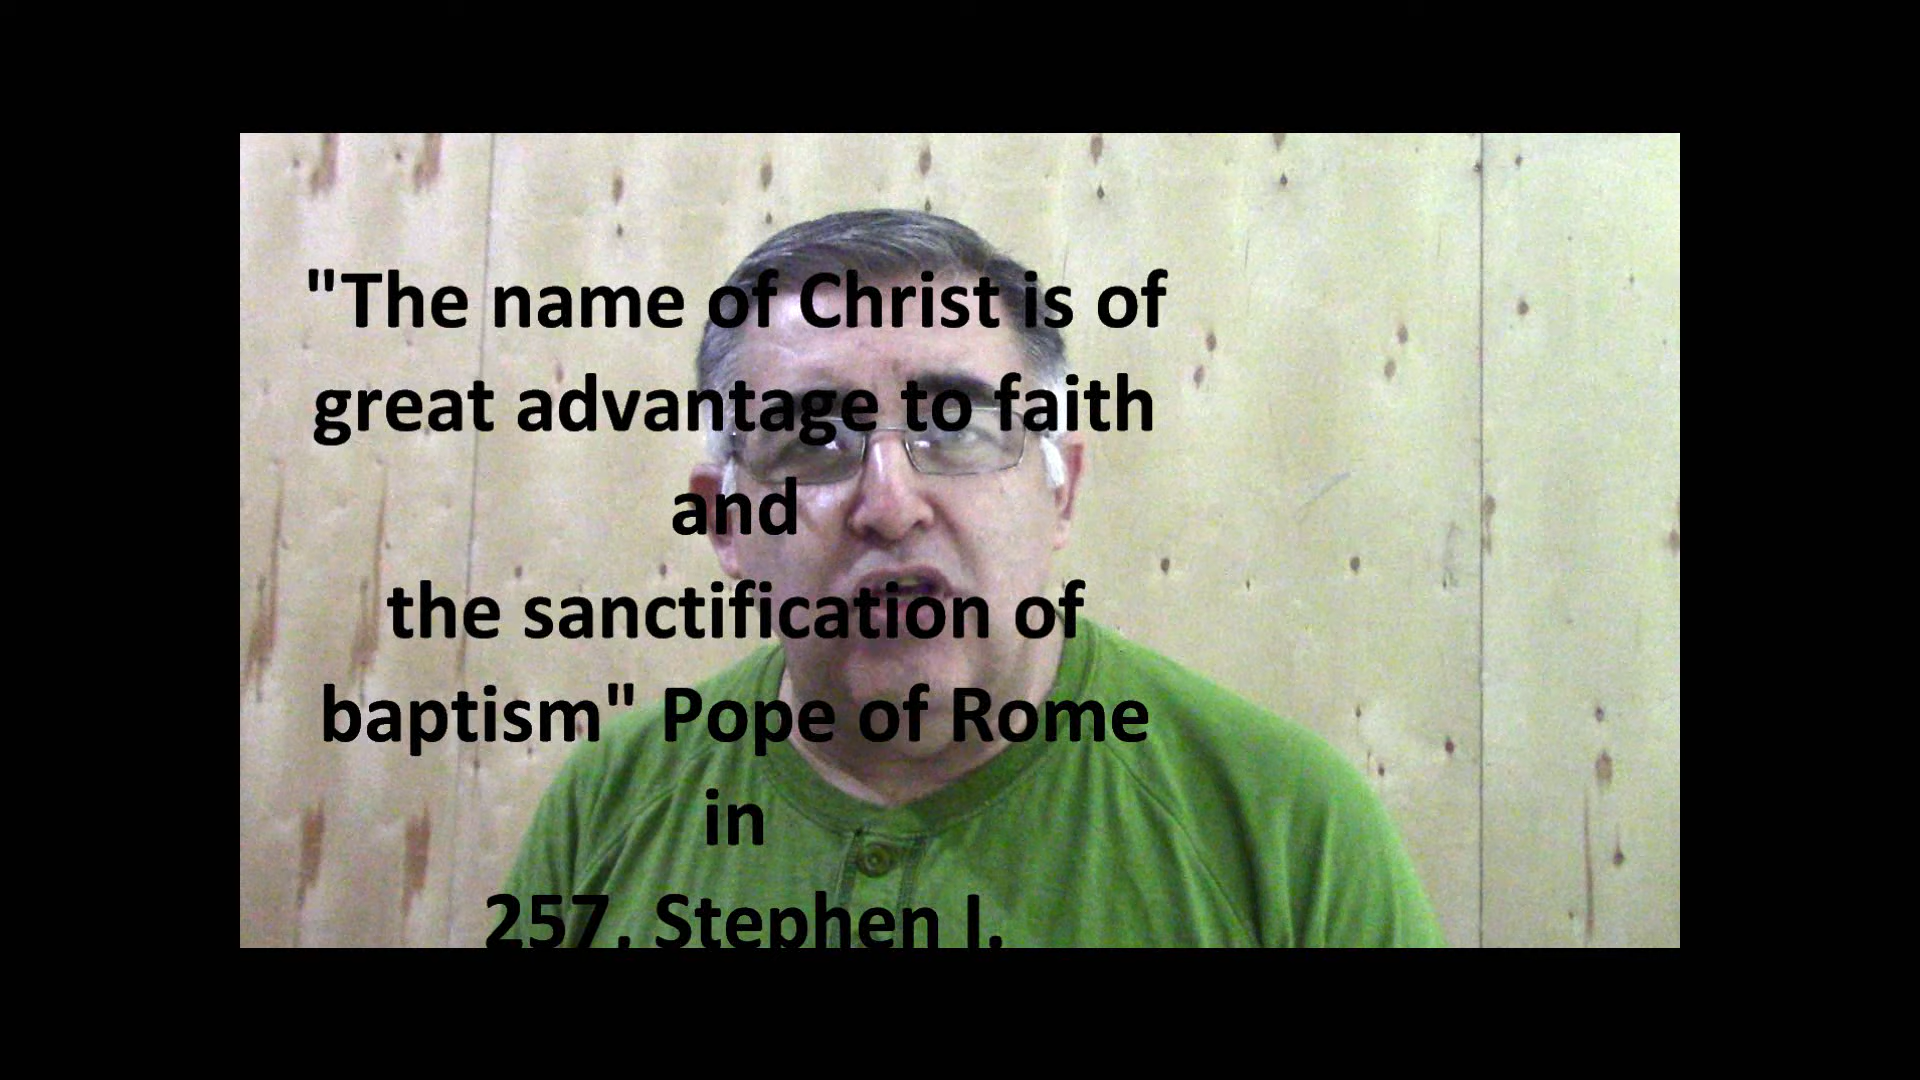 "The name of Christ is of
great advantage to faith
and
the sanctification of
baptism" Pope of Rome
in
257, Stephen I.